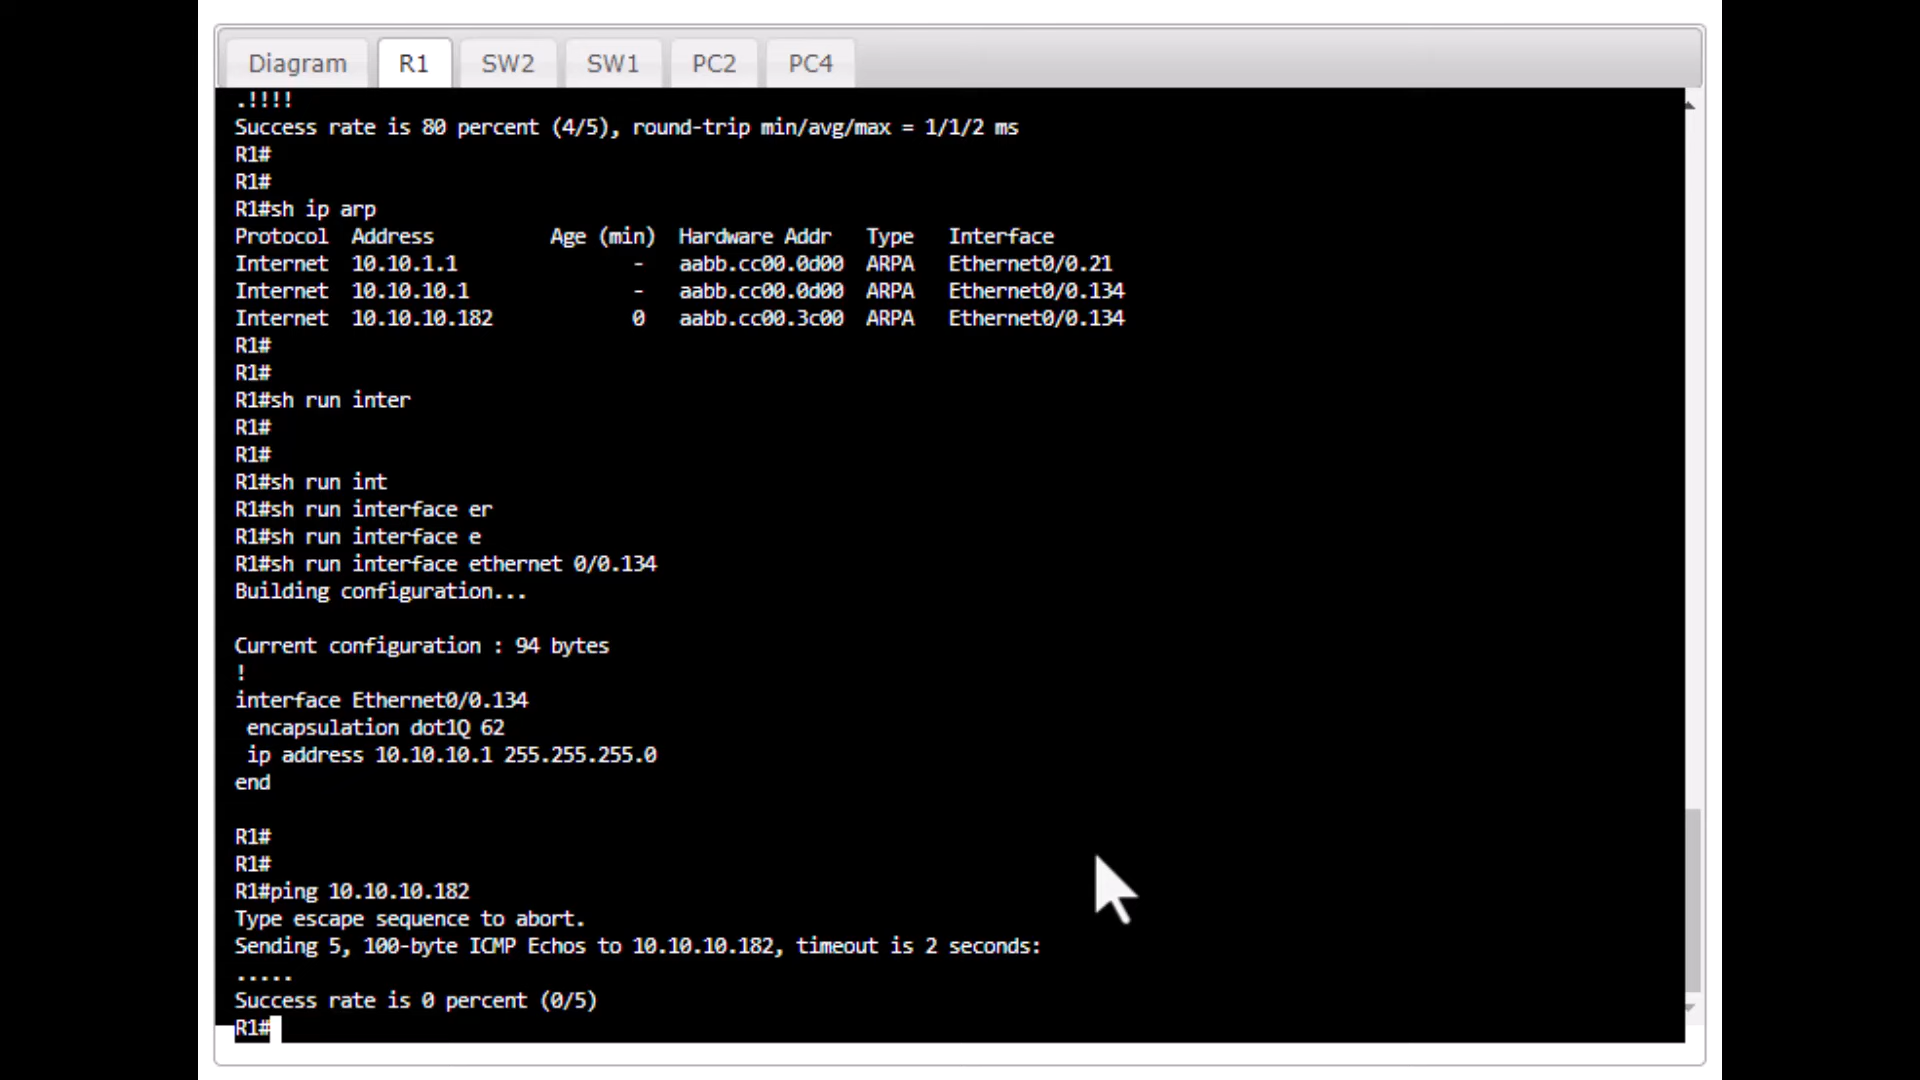 Diagram R1 SW2 SW1 PC2 PC4
.!!!!
Success rate is 80 percent (4/5), round-trip min/avg/max = 1/1/2 ms
R1#
R1#
R1#sh ip arp
Protocol  Address          Age (min)  Hardware Addr   Type   Interface
Internet  10.10.1.1               -   aabb.cc00.0d00  ARPA   Ethernet0/0.21
Internet  10.10.10.1              -   aabb.cc00.0d00  ARPA   Ethernet0/0.134
Internet  10.10.10.182            0   aabb.cc00.3c00  ARPA   Ethernet0/0.134
R1#
R1#
R1#sh run inter
R1#
R1#
R1#sh run int
R1#sh run interface er
R1#sh run interface e
R1#sh run interface ethernet 0/0.134
Building configuration...
Current configuration : 94 bytes
!
interface Ethernet0/0.134
 encapsulation dot1Q 62
 ip address 10.10.10.1 255.255.255.0
end
R1#
R1#
R1#ping 10.10.10.182
Type escape sequence to abort.
Sending 5, 100-byte ICMP Echos to 10.10.10.182, timeout is 2 seconds:
.....
Success rate is 0 percent (0/5)
R1#